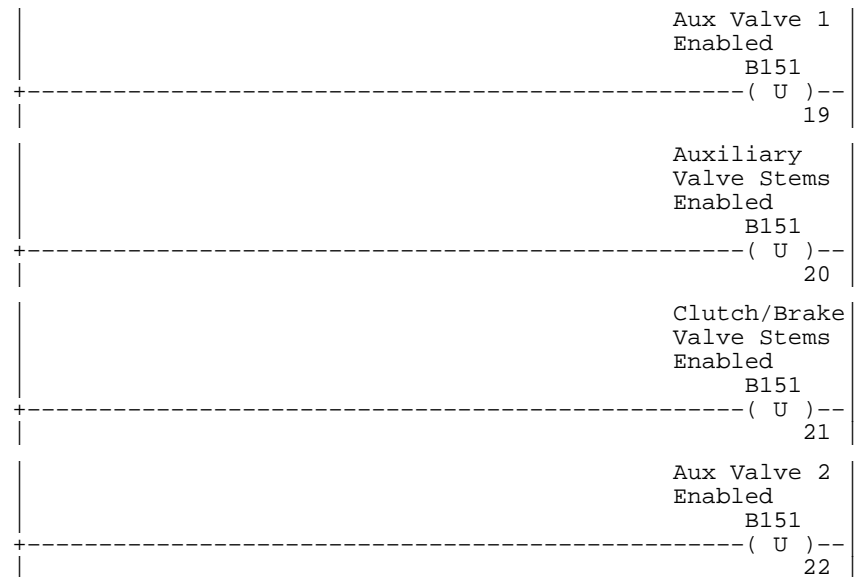 Aux Valve 1
Enabled
B151
( U )
19
Auxiliary
Valve Stems
Enabled
B151
( U )
20
Clutch/Brake
Valve Stems
Enabled
B151
( U )
21
Aux Valve 2
Enabled
B151
( U )
22